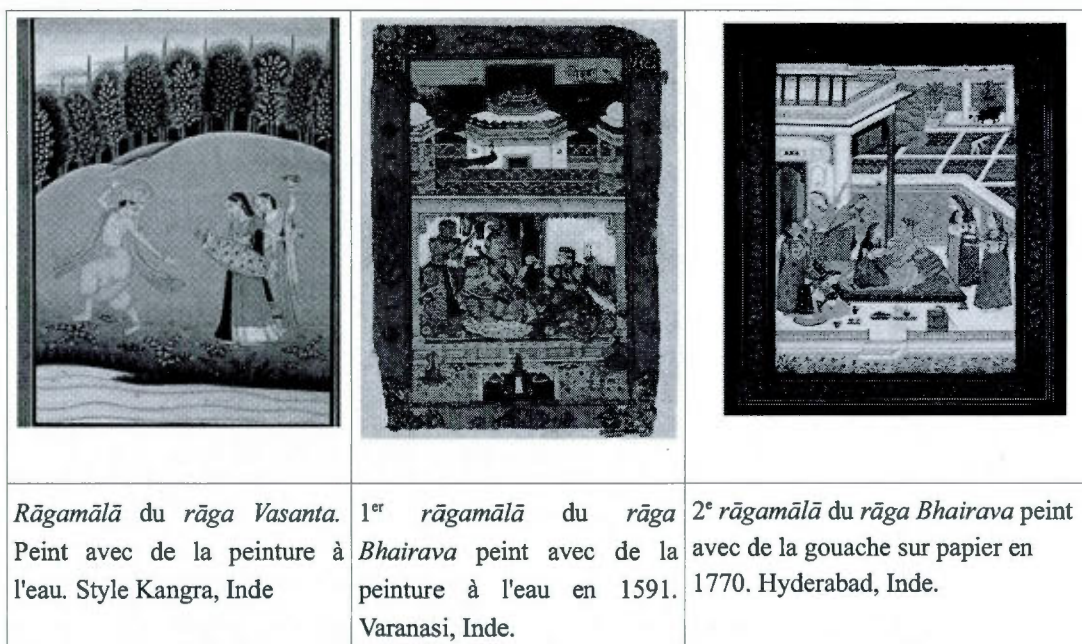 Rāgamālā du rāga Vasanta.
Peint avec de la peinture à
l'eau. Style Kangra, Inde
1er rāgamālā du rāga
Bhairava peint avec de la
peinture à l'eau en 1591.
Varanasi, Inde.
2e rāgamālā du rāga Bhairava peint
avec de la gouache sur papier en
1770. Hyderabad, Inde.